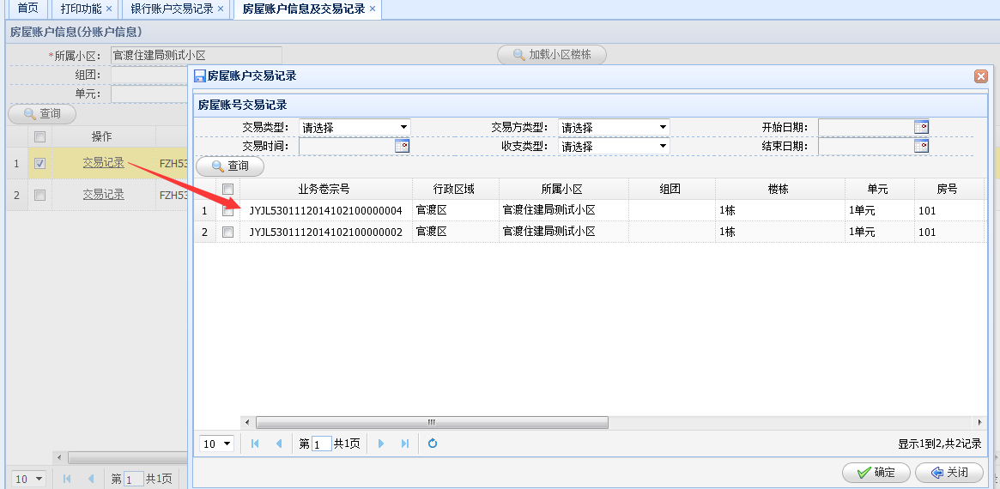 首页 打印功能 × 银行账户交易记录 × 房屋账户信息及交易记录 ×
房屋账户信息(分账户信息)
*所属小区： 官渡住建局测试小区 加载小区楼栋
组团：
单元：
查询
操作
1 交易记录 FZH53
2 交易记录 FZH53
10 第 1 共1页
房屋账户交易记录
房屋账号交易记录
交易类型： 请选择 交易方类型： 请选择 开始日期：
交易时间： 收支类型： 请选择 结束日期：
查询
业务卷宗号 行政区域 所属小区 组团 楼栋 单元 房号
1 JYJL5301112014102100000004 官渡区 官渡住建局测试小区 1栋 1单元 101
2 JYJL5301112014102100000002 官渡区 官渡住建局测试小区 1栋 1单元 101
10 第 1 共1页 显示1到2,共2记录
确定 关闭